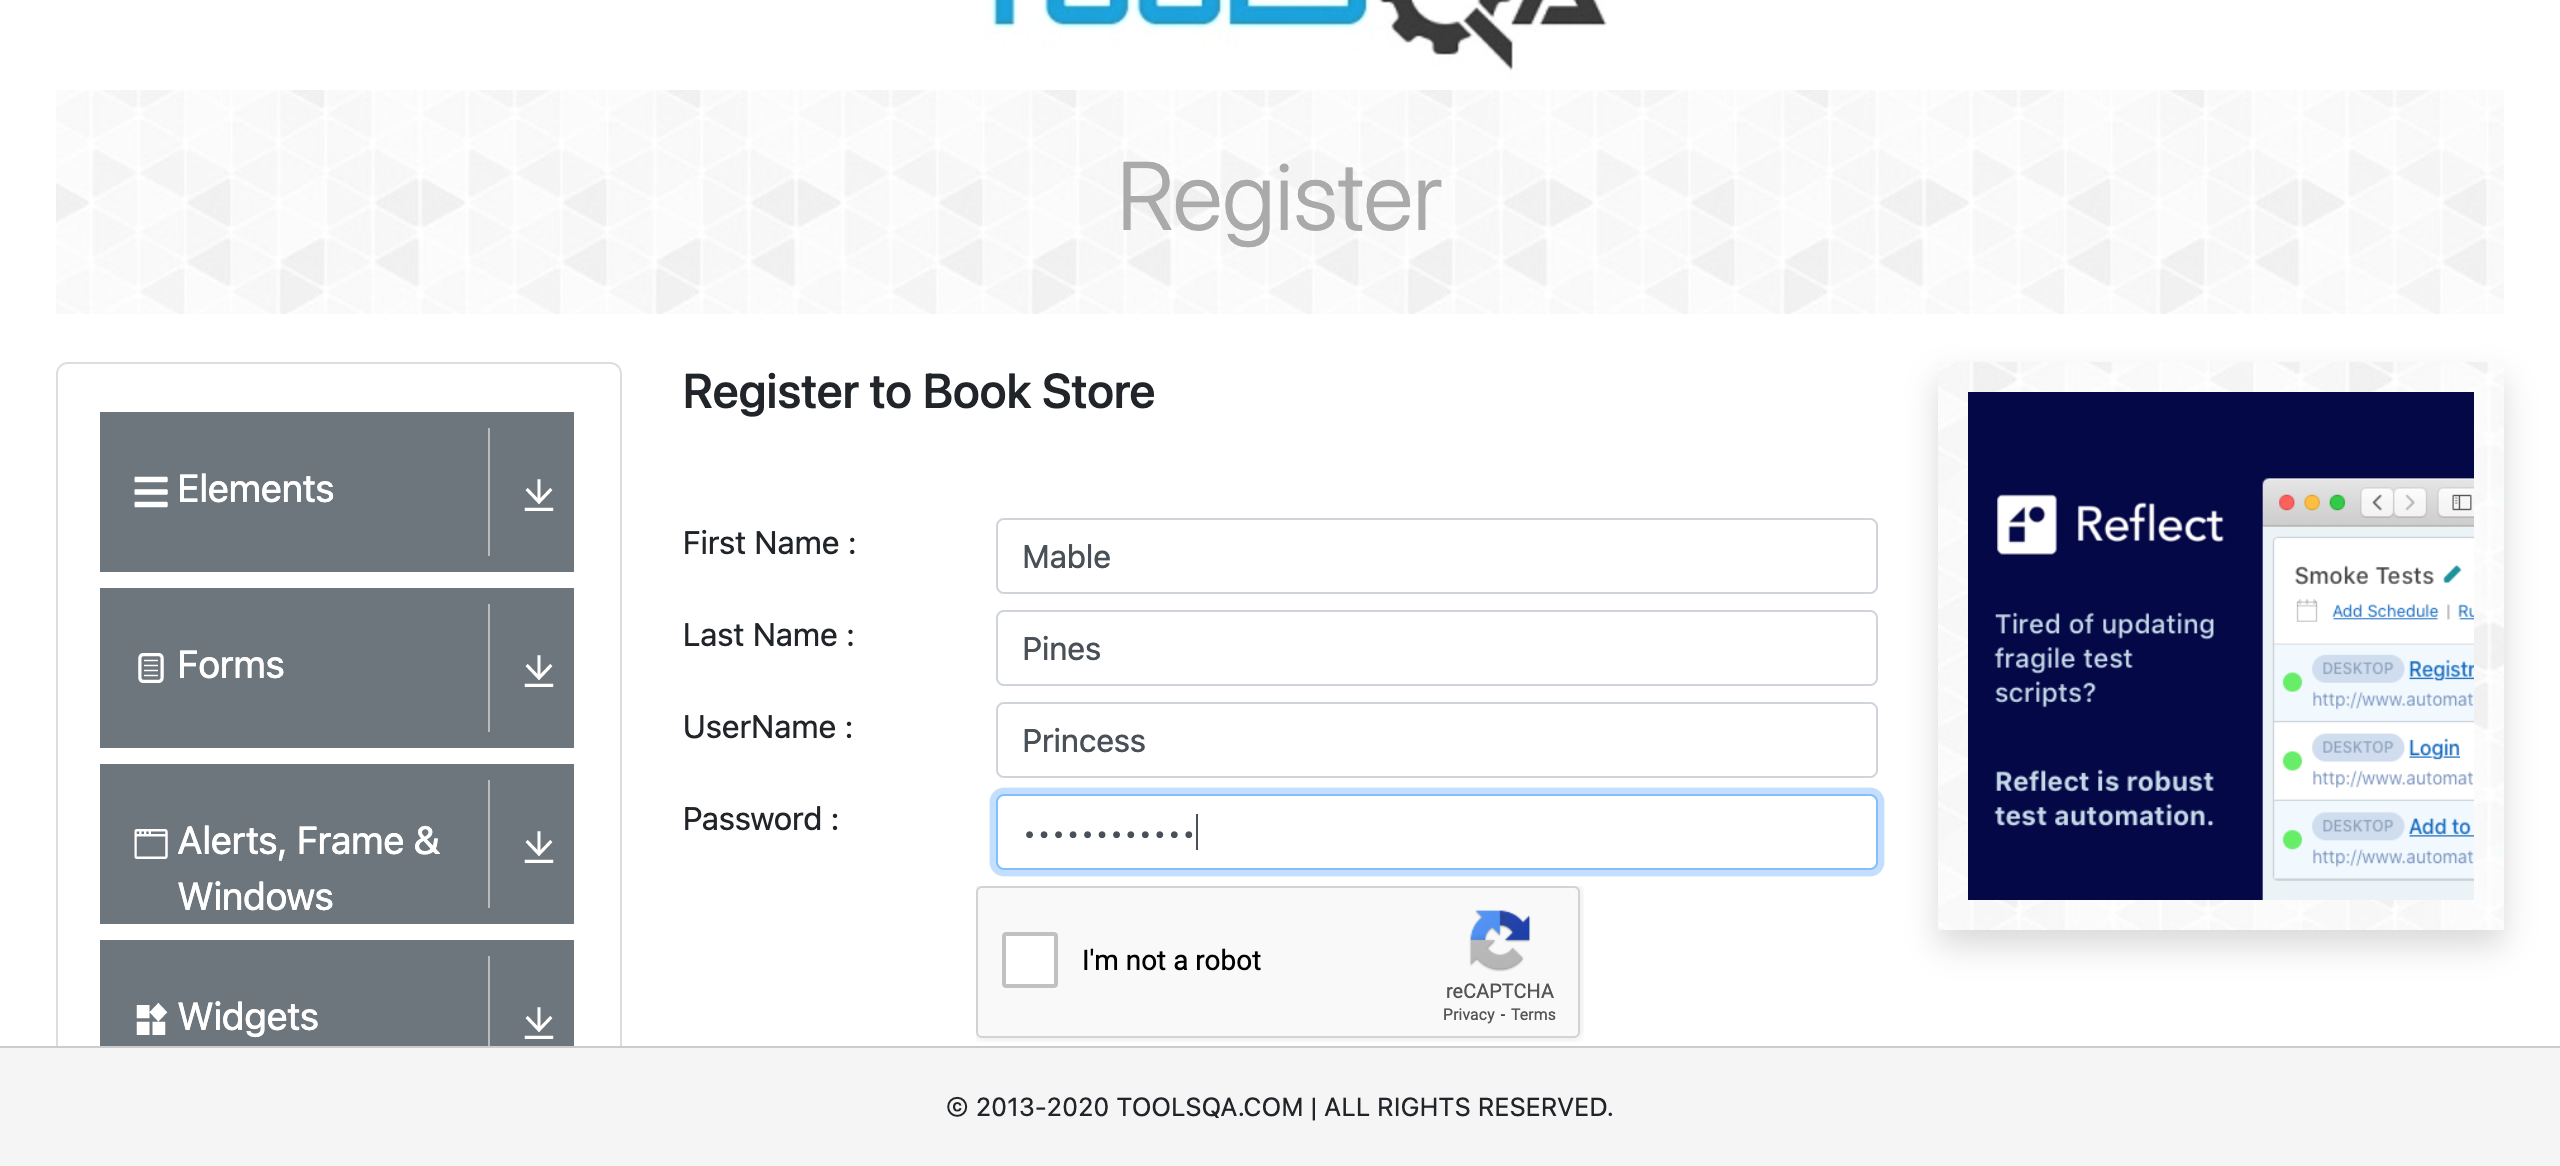 Register
Elements
Forms
Alerts, Frame &
Windows
Widgets
Register to Book Store
First Name :
Mable
Last Name :
Pines
UserName :
Princess
Password :
••••••••••••
I'm not a robot
reCAPTCHA
Privacy - Terms
Reflect
Tired of updating
fragile test
scripts?
Reflect is robust
test automation.
Smoke Tests
Add Schedule |
DESKTOP
http://www.automat
DESKTOP Login
http://www.automat
DESKTOP Add to
http://www.automat
© 2013-2020 TOOLSQA.COM | ALL RIGHTS RESERVED.